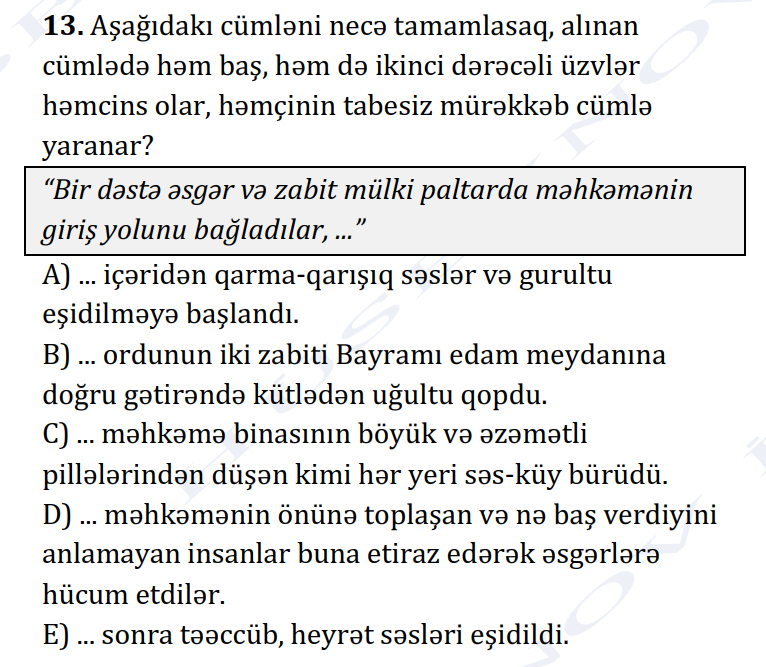 13. Aşağıdakı cümləni necə tamamlasaq, alınan
cümlədə həm baş, həm də ikinci dərəcəli üzvlər
həmcins olar, həmçinin tabesiz mürəkkəb cümlə
yaranar?
“Bir dəstə əsgər və zabit mülki paltarda məhkəmənin
giriş yolunu bağladılar, ...”
A) ... içəridən qarma-qarışıq səslər və gurultu
eşidilməyə başlandı.
B) ... ordunun iki zabiti Bayramı edam meydanına
doğru gətirəndə kütlədən uğultu qopdu.
C) ... məhkəmə binasının böyük və əzəmətli
pillələrindən düşən kimi hər yeri səs-küy bürüdü.
D) ... məhkəmənin önünə toplaşan və nə baş verdiyini
anlamayan insanlar buna etiraz edərək əsgərlərə
hücum etdilər.
E) ... sonra təəccüb, heyrət səsləri eşidildi.